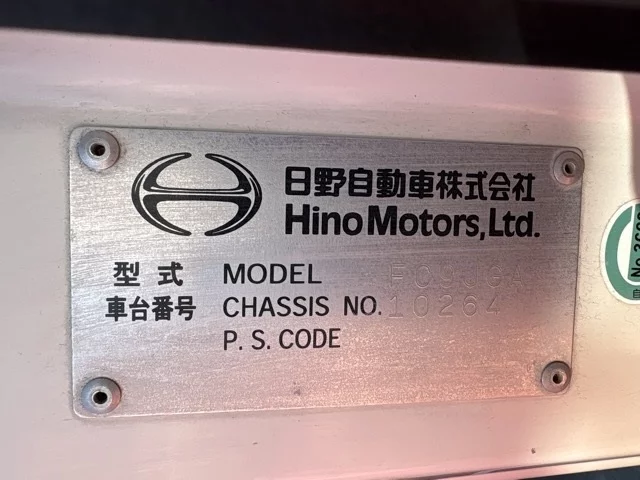 日野自動車株式会社
Hino Motors, Ltd.
型式 MODEL
車台番号 CHASSIS NO. 10264
P. S. CODE